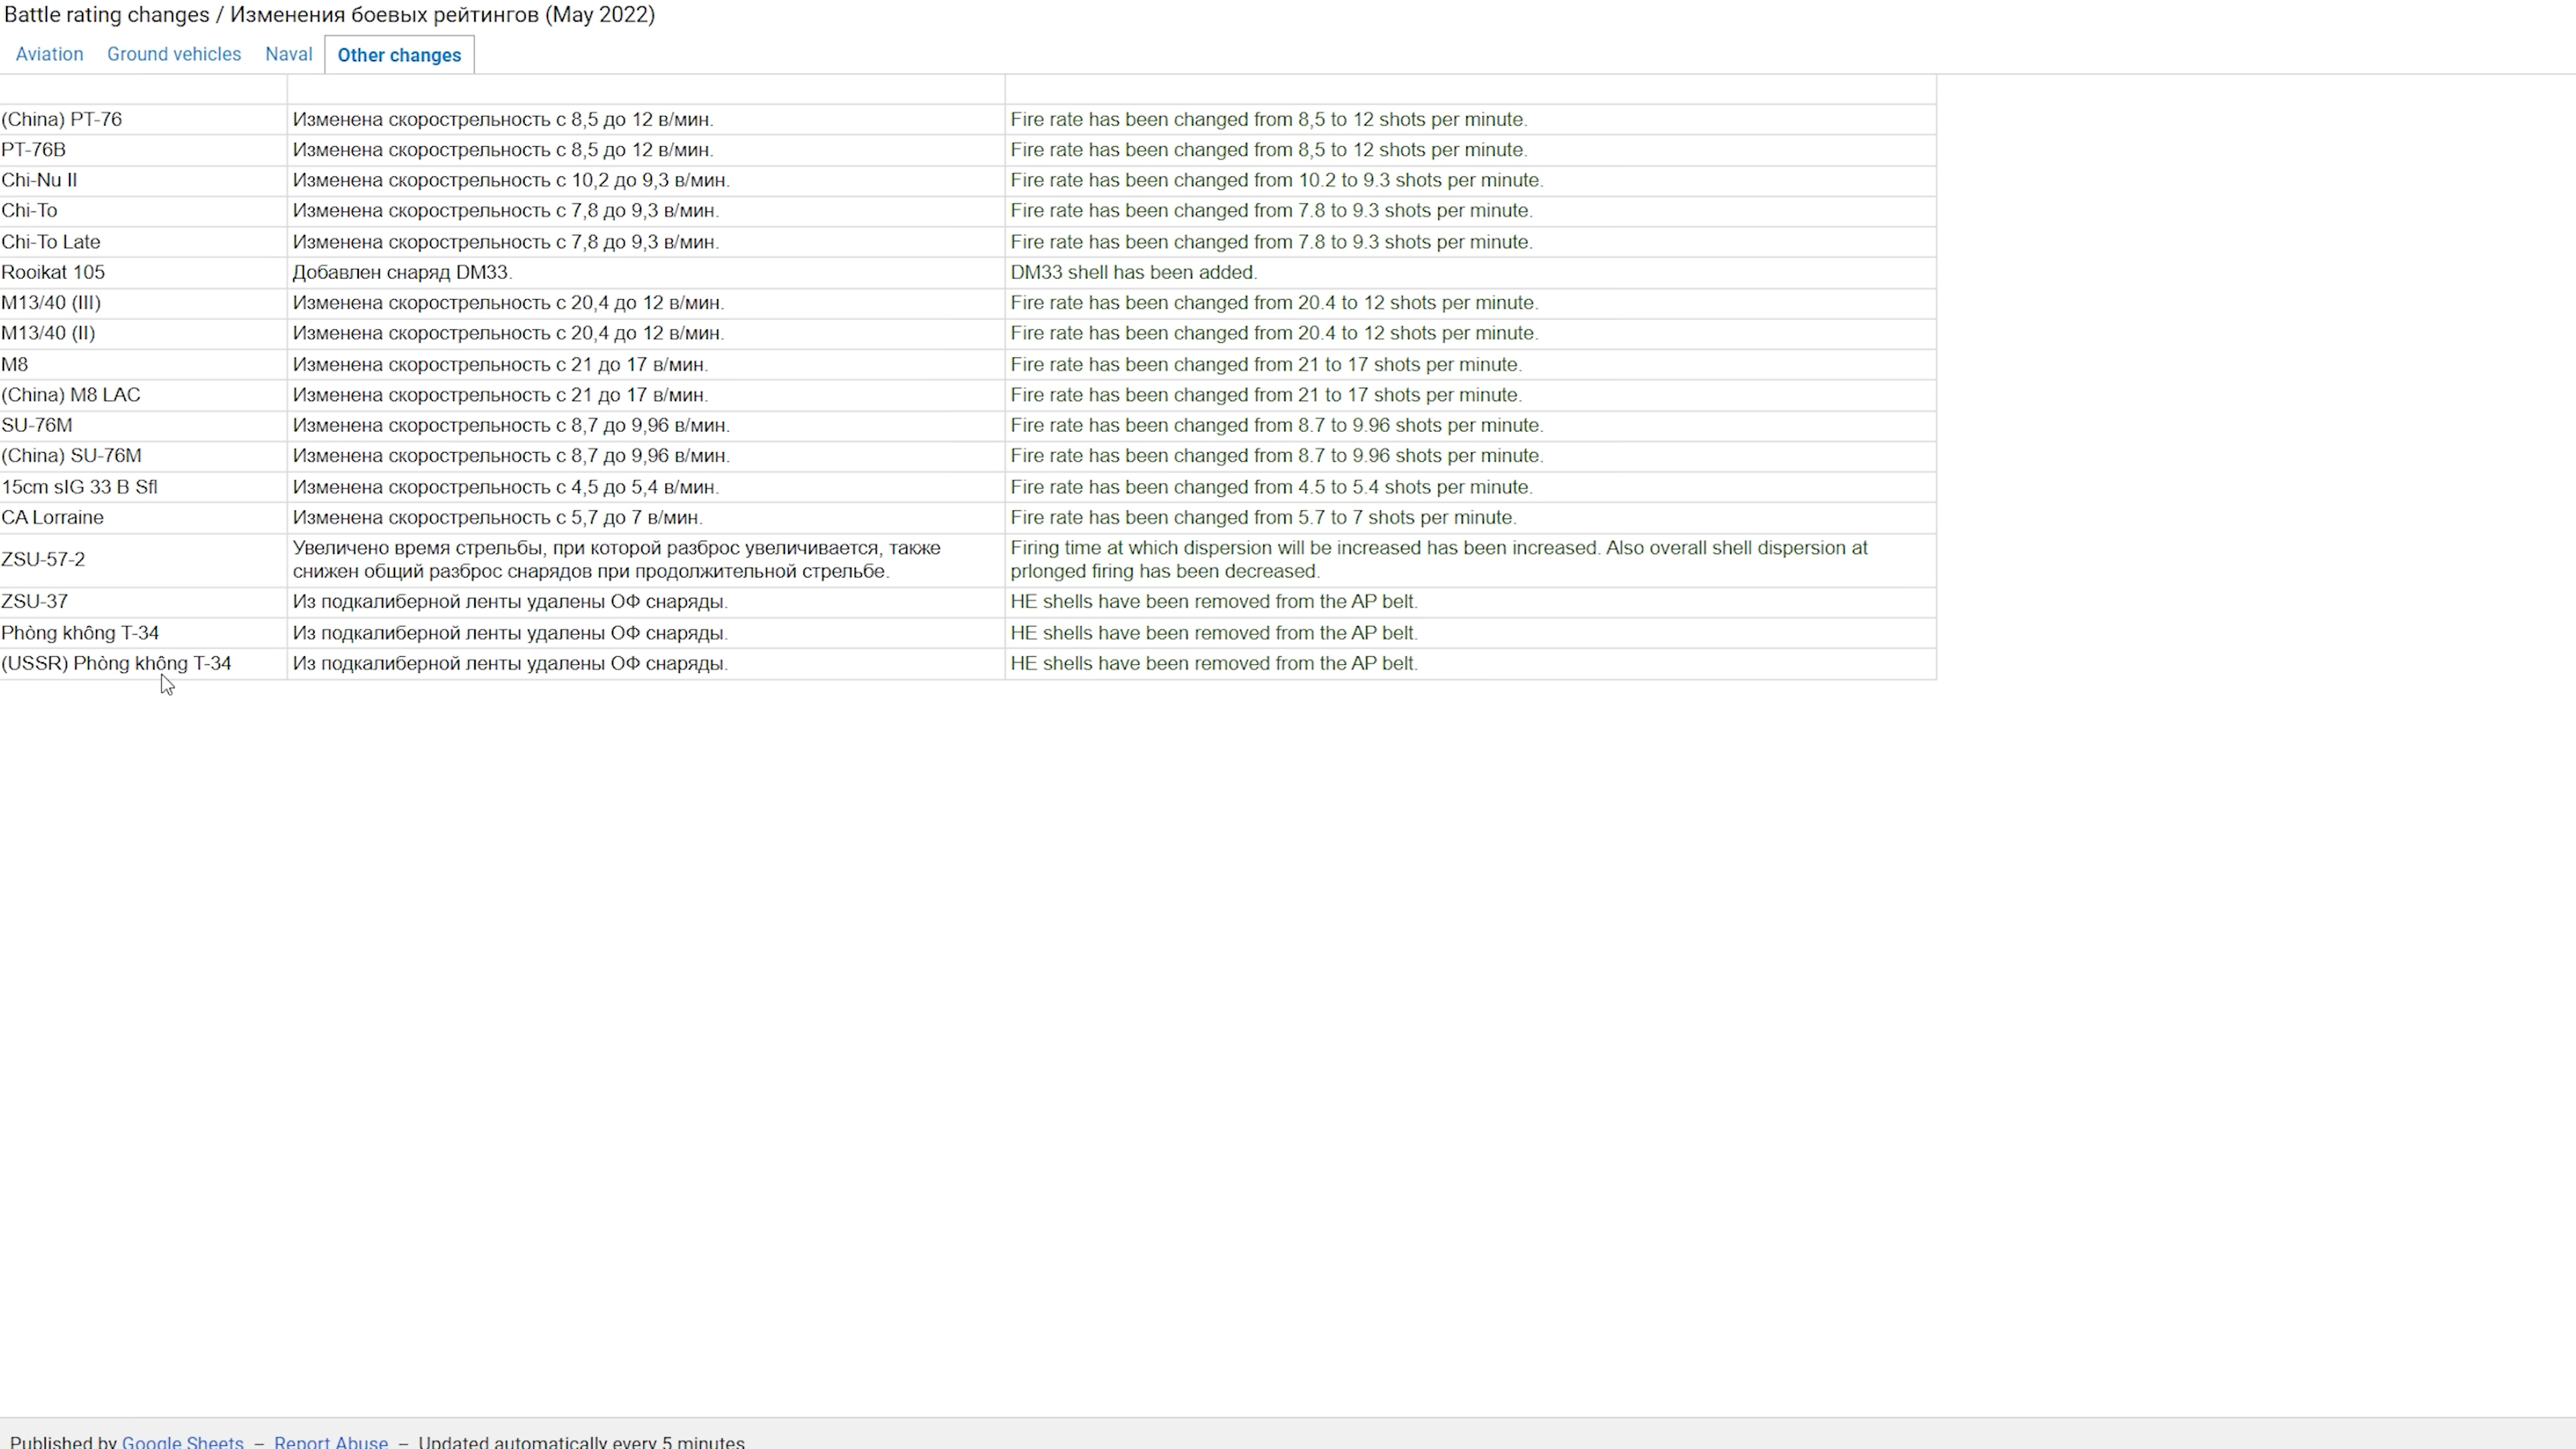 Battle rating changes / Изменения боевых рейтингов (May 2022)
Aviation Ground vehicles Naval Other changes
(China) PT-76 Изменена скорострельность с 8,5 до 12 в/мин. Fire rate has been changed from 8,5 to 12 shots per minute.
PT-76B Изменена скорострельность с 8,5 до 12 в/мин. Fire rate has been changed from 8,5 to 12 shots per minute.
Chi-Nu II Изменена скорострельность с 10,2 до 9,3 в/мин. Fire rate has been changed from 10.2 to 9.3 shots per minute.
Chi-To Изменена скорострельность с 7,8 до 9,3 в/мин. Fire rate has been changed from 7.8 to 9.3 shots per minute.
Chi-To Late Изменена скорострельность с 7,8 до 9,3 в/мин. Fire rate has been changed from 7.8 to 9.3 shots per minute.
Rooikat 105 Добавлен снаряд DM33. DM33 shell has been added.
M13/40 (III) Изменена скорострельность с 20,4 до 12 в/мин. Fire rate has been changed from 20.4 to 12 shots per minute.
M13/40 (II) Изменена скорострельность с 20,4 до 12 в/мин. Fire rate has been changed from 20.4 to 12 shots per minute.
M8 Изменена скорострельность с 21 до 17 в/мин. Fire rate has been changed from 21 to 17 shots per minute.
(China) M8 LAC Изменена скорострельность с 21 до 17 в/мин. Fire rate has been changed from 21 to 17 shots per minute.
SU-76M Изменена скорострельность с 8,7 до 9,96 в/мин. Fire rate has been changed from 8.7 to 9.96 shots per minute.
(China) SU-76M Изменена скорострельность с 8,7 до 9,96 в/мин. Fire rate has been changed from 8.7 to 9.96 shots per minute.
15cm sIG 33 B Sfl Изменена скорострельность с 4,5 до 5,4 в/мин. Fire rate has been changed from 4.5 to 5.4 shots per minute.
CA Lorraine Изменена скорострельность с 5,7 до 7 в/мин. Fire rate has been changed from 5.7 to 7 shots per minute.
ZSU-57-2 Увеличено время стрельбы, при которой разброс увеличивается, также
снижен общий разброс снарядов при продолжительной стрельбе.
Firing time at which dispersion will be increased has been increased. Also overall shell dispersion at
prlonged firing has been decreased.
ZSU-37 Из подкалиберной ленты удалены ОФ снаряды. HE shells have been removed from the AP belt.
Phòng không T-34 Из подкалиберной ленты удалены ОФ снаряды. HE shells have been removed from the AP belt.
(USSR) Phòng không T-34 Из подкалиберной ленты удалены ОФ снаряды. HE shells have been removed from the AP belt.
Published by Google Sheets – Report Abuse – Updated automatically every 5 minutes